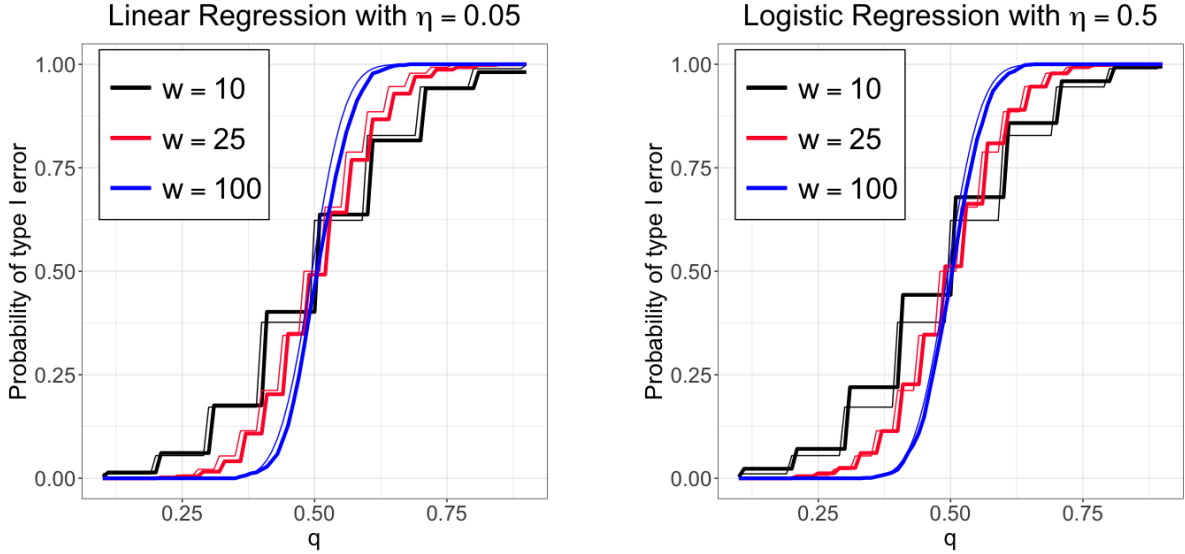 Linear Regression with η = 0.05
Probability of type I error
1.00
0.75
0.50
0.25
0.00
w = 10
w = 25
w = 100
0.25 0.50 0.75
q
Logistic Regression with η = 0.5
Probability of type I error
1.00
0.75
0.50
0.25
0.00
w = 10
w = 25
w = 100
0.25 0.50 0.75
q